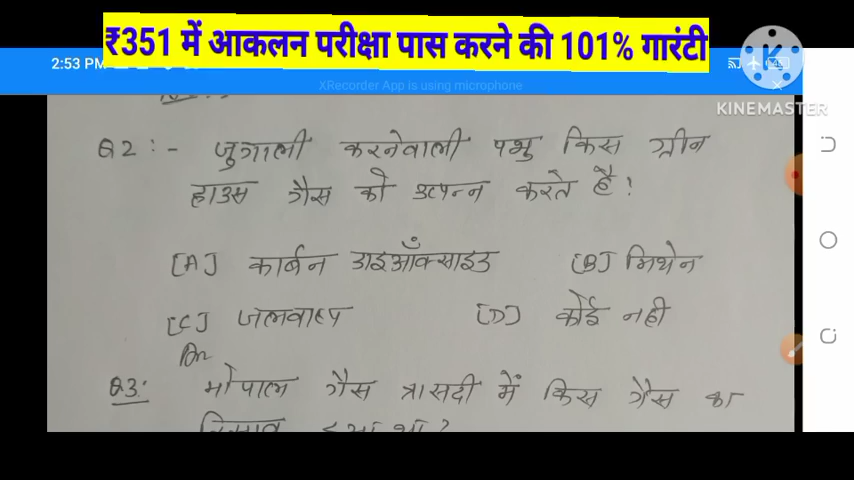 ₹351 में आकलन परीक्षा पास करने की 101% गारंटी
2:53 PM
XRecorder App is using microphone
KINEMASTER
Q2:- जुगाली करनेवाली पशु किस ग्रीन
हाउस गैस को उत्पन्न करते है!
[A] कार्बन डाइऑक्साइड [B] मिथेन
[C] जलवाष्प [D] कोई नही
Q3: भोपाल गैस त्रासदी में किस गैस का